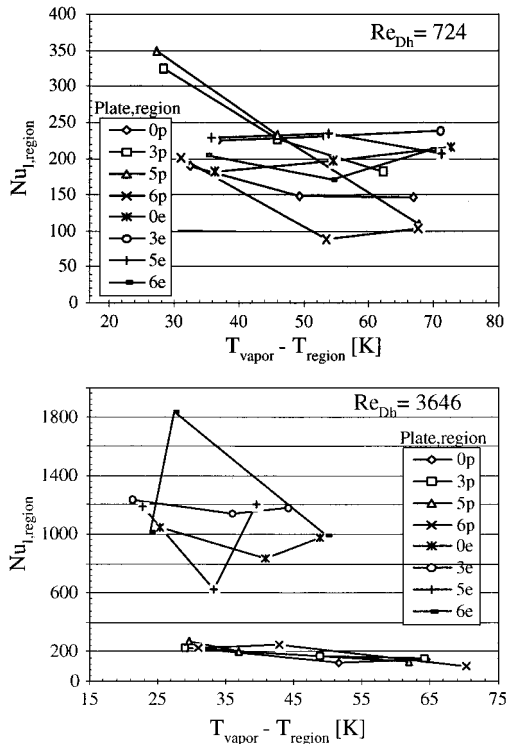 Re_Dh = 724
400
350
300
250
200
150
100
50
0
Nu_l,region
Plate,region
0p
3p
5p
6p
0e
3e
5e
6e
20 30 40 50 60 70 80
T_vapor - T_region [K]
Re_Dh = 3646
1800
1400
1000
600
200
Nu_l,region
Plate,region
0p
3p
5p
6p
0e
3e
5e
6e
15 25 35 45 55 65 75
T_vapor - T_region [K]